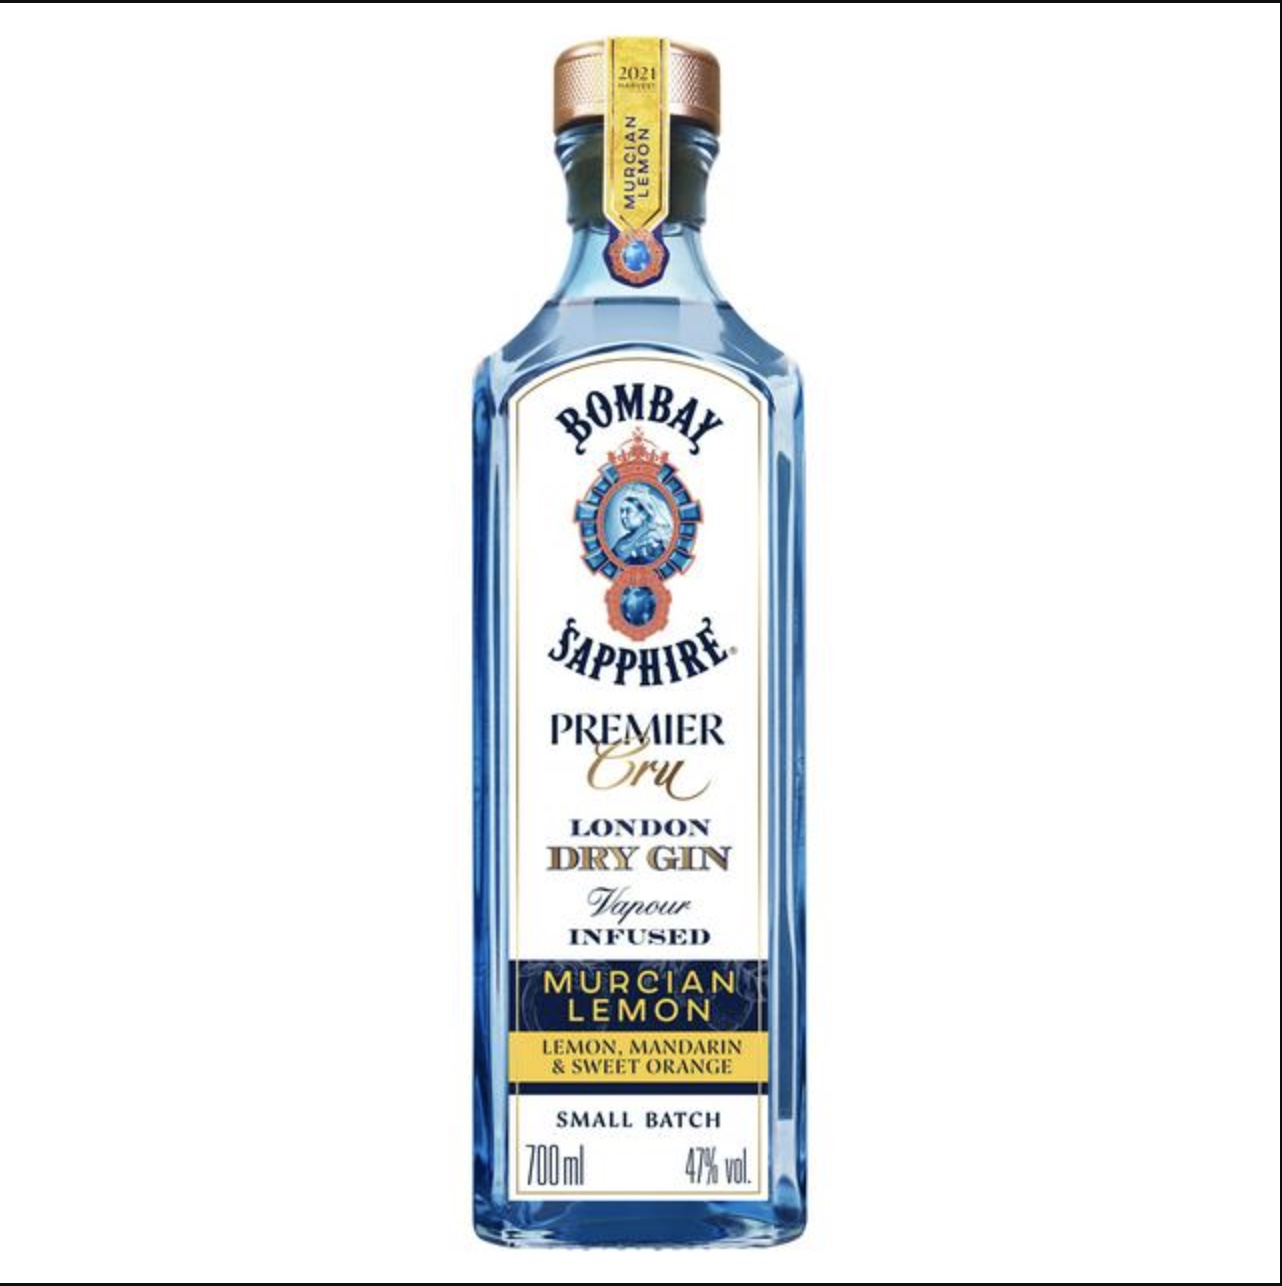 2021
HARVEST
MURCIAN
LEMON
BOMBAY
SAPPHIRE®
PREMIER
Cru
LONDON
DRY GIN
Vapour
INFUSED
MURCIAN
LEMON
LEMON, MANDARIN
& SWEET ORANGE
SMALL BATCH
700ml 47% vol.